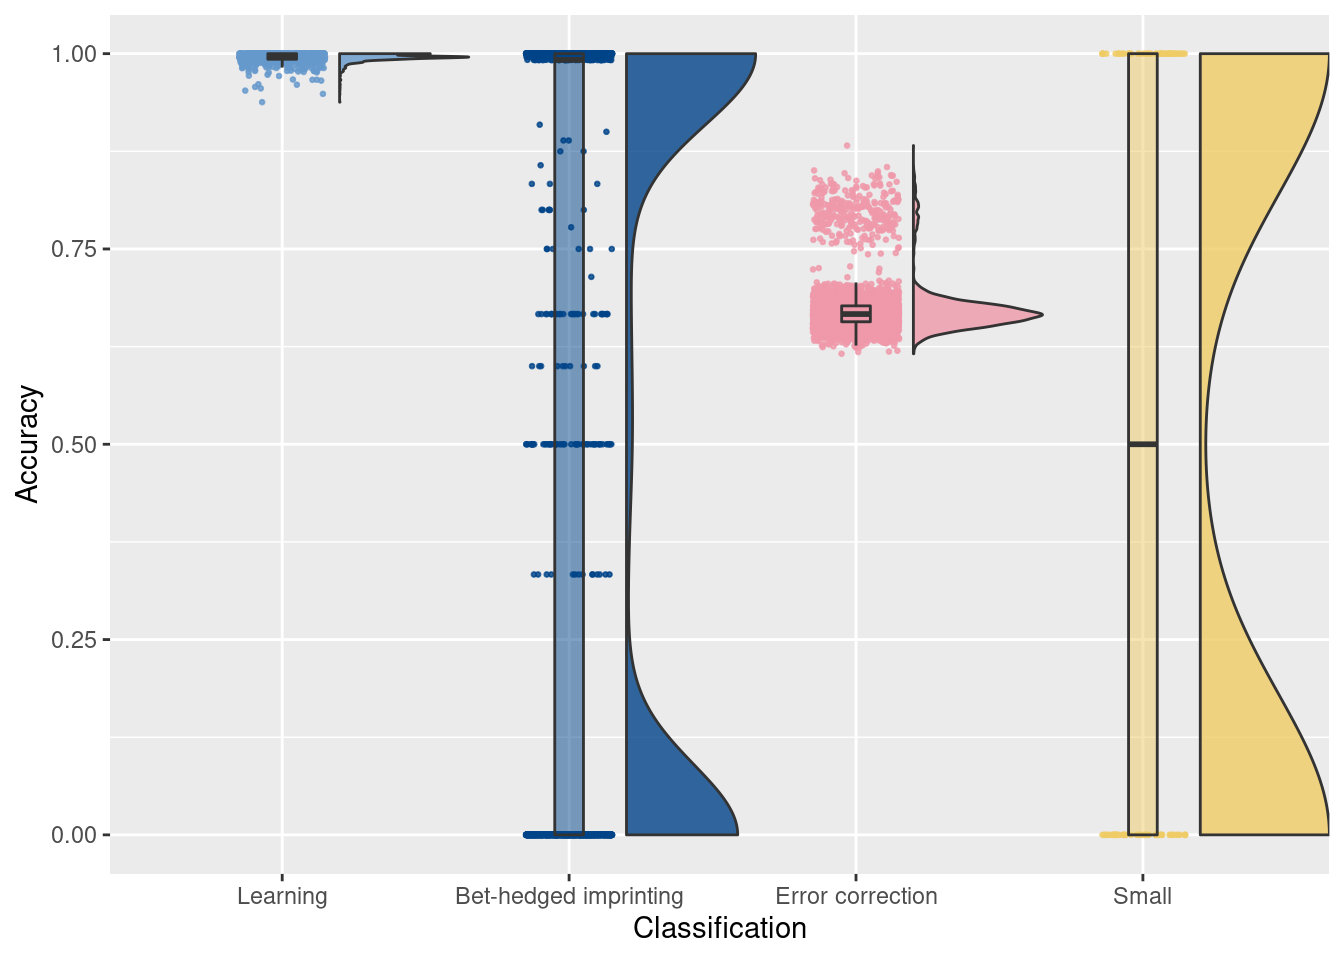 1.00
0.75
0.50
0.25
0.00
Accuracy
Learning
Bet-hedged imprinting
Error correction
Small
Classification